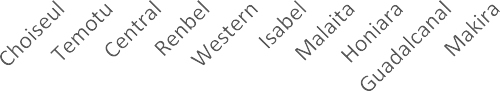 Choiseul
Temotu
Central
Renbel
Western
Isabel
Malaita
Honiara
Guadalcanal
Makira